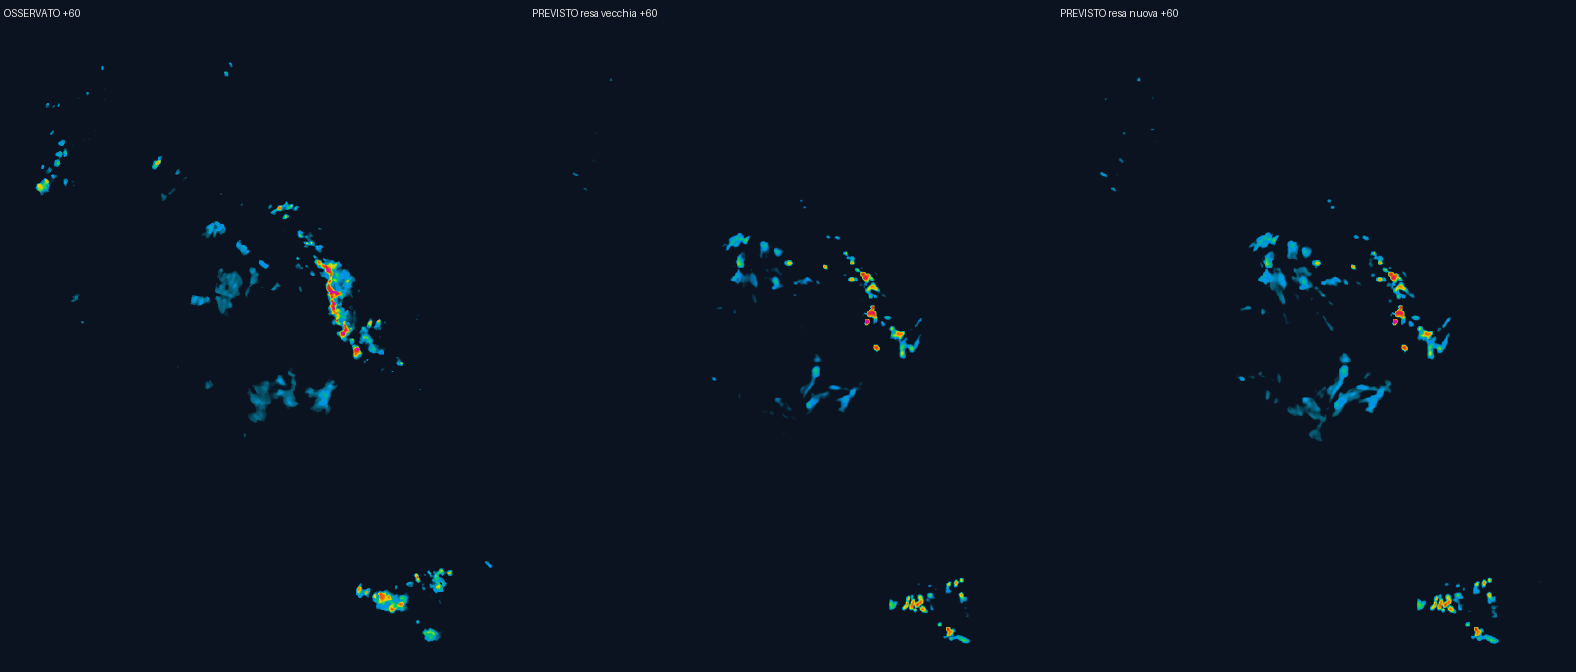 OSSERVATO +60
PREVISTO resa vecchia +60
PREVISTO resa nuova +60